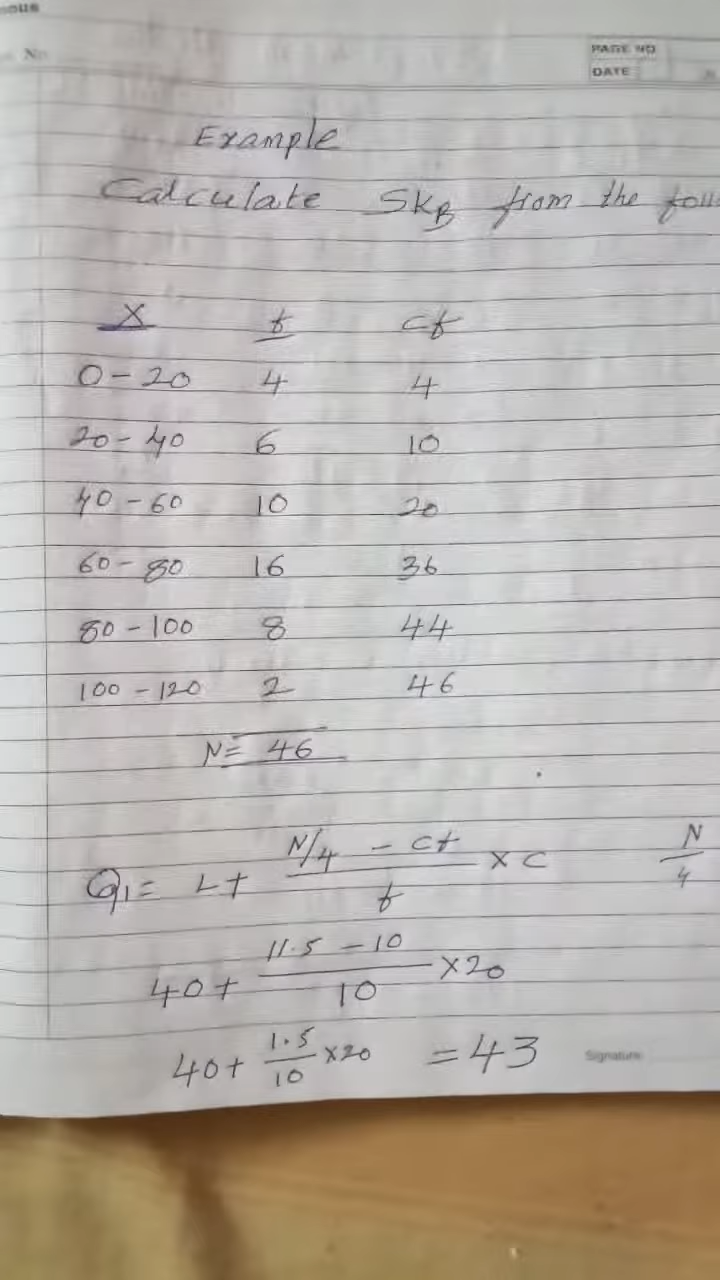 PAGE NO
DATE
Example
Calculate SKB from the
X f cf
0 - 20 4 4
20 - 40 6 10
40 - 60 10 20
60 - 80 16 36
80 - 100 8 44
100 - 120 2 46
N = 46
Q1 = L + N/4 - cf / f × C N/4
40 + 11.5 - 10 / 10 × 20
40 + 1.5 / 10 × 20 = 43
Signature